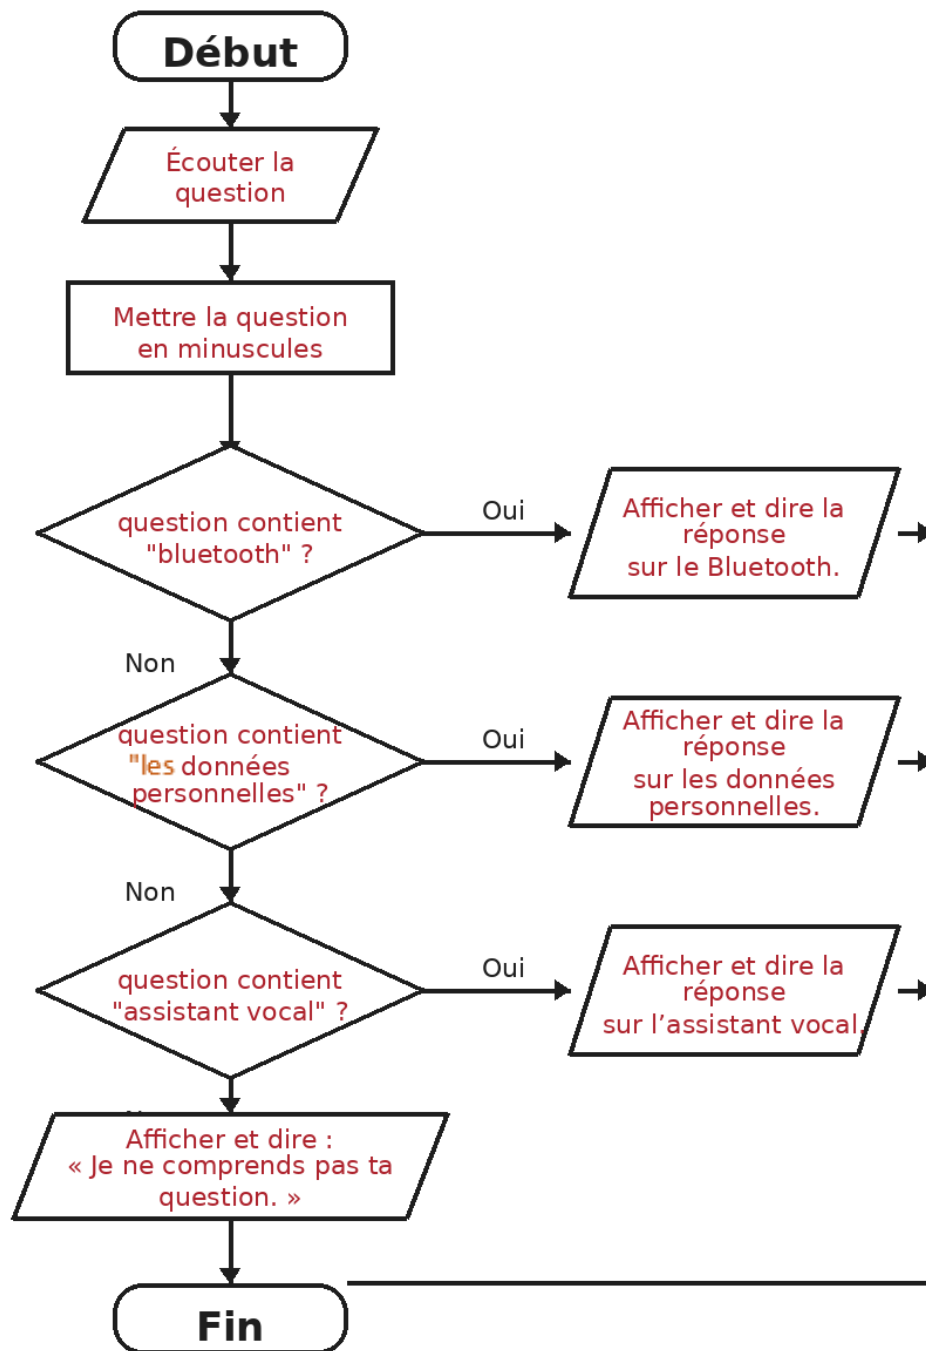 Début
Écouter la
question
Mettre la question
en minuscules
question contient
"bluetooth" ?
Oui
Afficher et dire la
réponse
sur le Bluetooth.
Non
question contient
"les données
personnelles" ?
Oui
Afficher et dire la
réponse
sur les données
personnelles.
Non
question contient
"assistant vocal" ?
Oui
Afficher et dire la
réponse
sur l’assistant vocal.
Afficher et dire :
« Je ne comprends pas ta
question. »
Fin